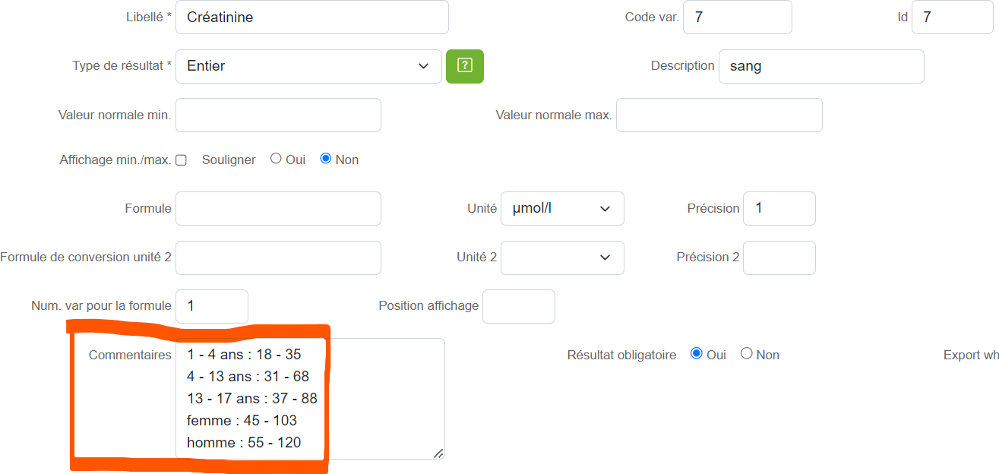 Libellé * Créatinine Code var. 7 Id 7
Type de résultat * Entier ? Description sang
Valeur normale min. Valeur normale max.
Affichage min./max. Souligner Oui Non
Formule Unité µmol/l Précision 1
Formule de conversion unité 2 Unité 2 Précision 2
Num. var pour la formule 1 Position affichage
Commentaires 1 - 4 ans : 18 - 35 Résultat obligatoire Oui Non Export wh
4 - 13 ans : 31 - 68
13 - 17 ans : 37 - 88
femme : 45 - 103
homme : 55 - 120